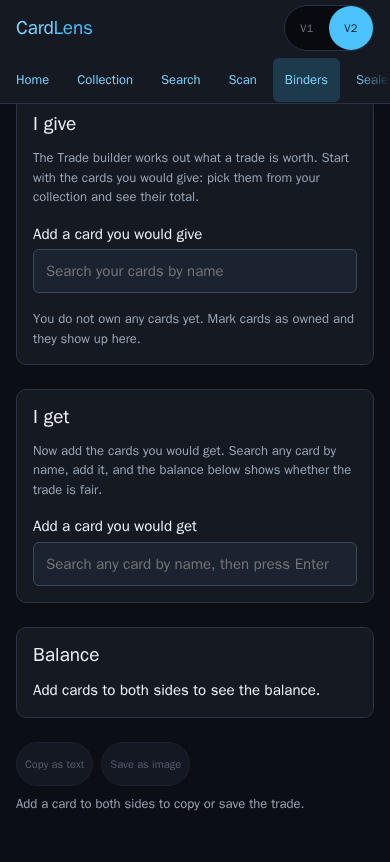 CardLens
V1
V2
Home
Collection
Search
Scan
Binders
Seale
I give
The Trade builder works out what a trade is worth. Start
with the cards you would give: pick them from your
collection and see their total.
Add a card you would give
Search your cards by name
You do not own any cards yet. Mark cards as owned and
they show up here.
I get
Now add the cards you would get. Search any card by
name, add it, and the balance below shows whether the
trade is fair.
Add a card you would get
Search any card by name, then press Enter
Balance
Add cards to both sides to see the balance.
Copy as text
Save as image
Add a card to both sides to copy or save the trade.